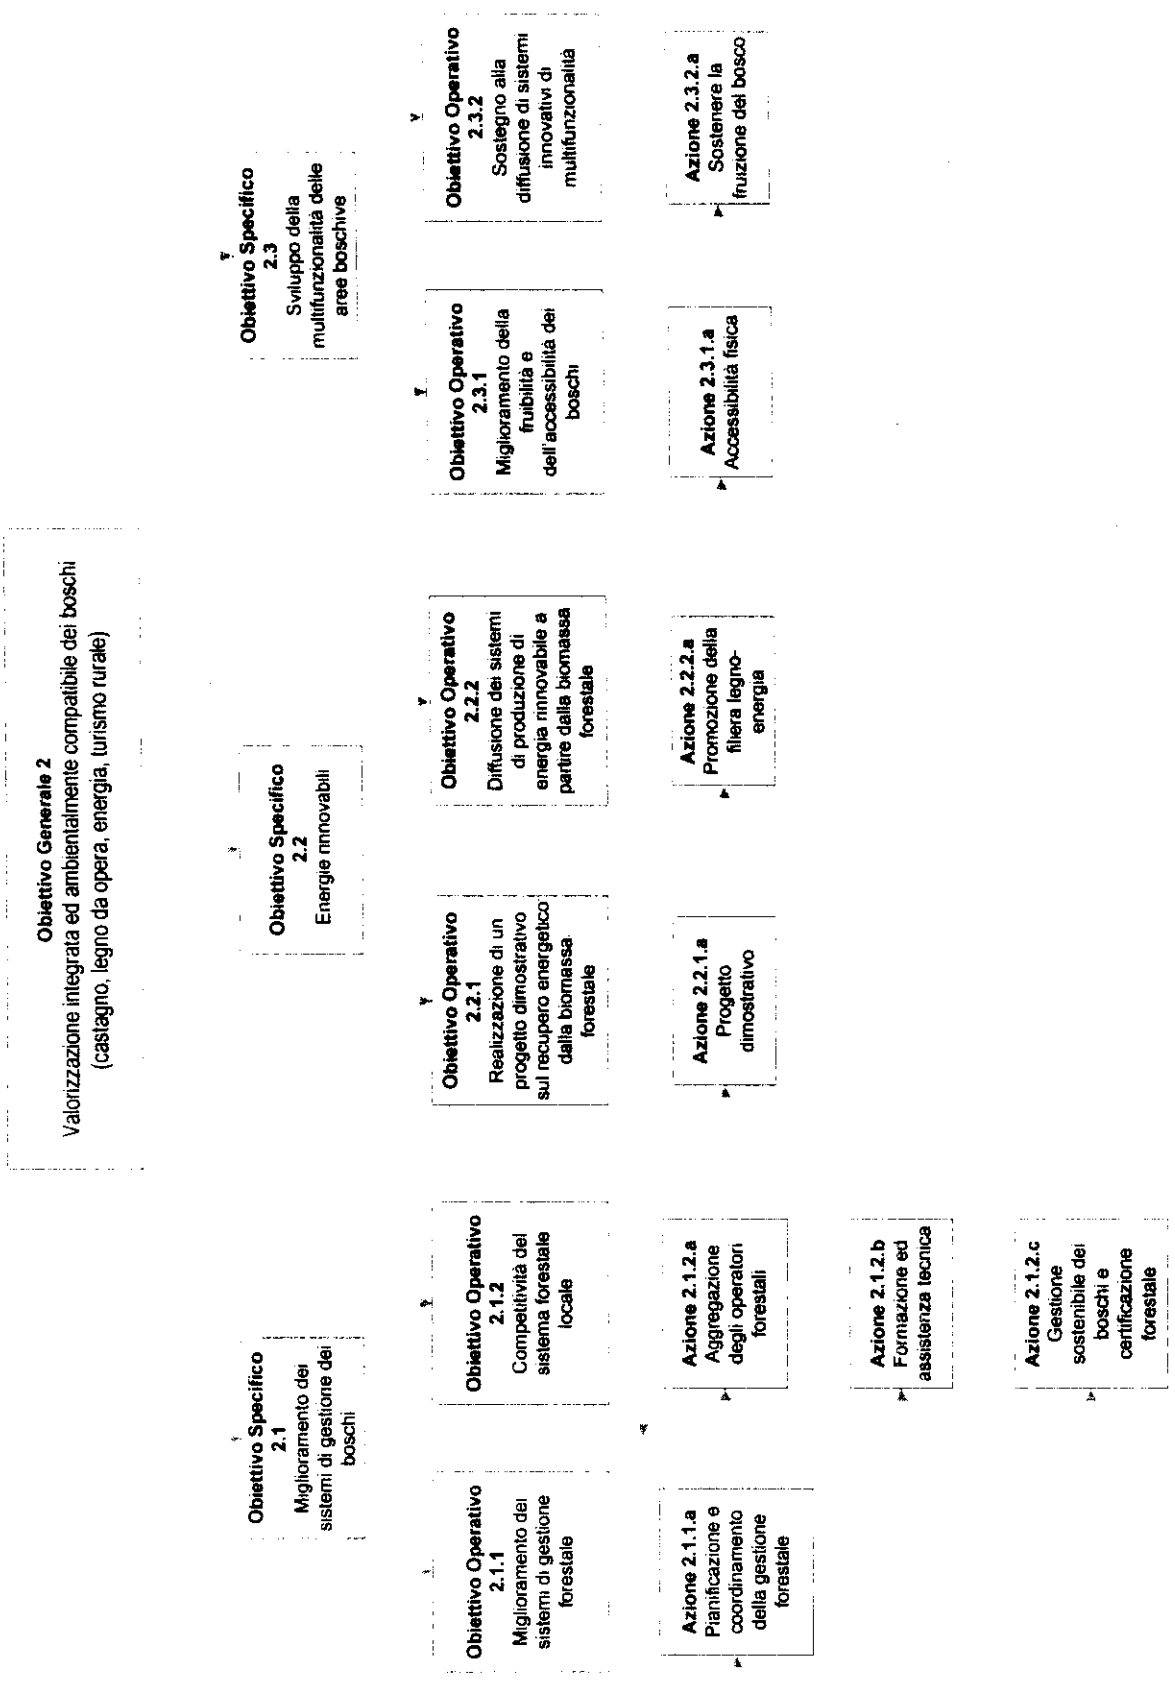 Obiettivo Generale 2
Valorizzazione integrata ed ambientalmente compatibile dei boschi
(castagno, legno da opera, energia, turismo rurale)
Obiettivo Specifico
2.1
Miglioramento dei
sistemi di gestione dei
boschi
Obiettivo Specifico
2.2
Energie rinnovabili
Obiettivo Specifico
2.3
Sviluppo della
multifunzionalità delle
aree boschive
Obiettivo Operativo
2.1.1
Miglioramento dei
sistemi di gestione
forestale
Obiettivo Operativo
2.1.2
Competitività del
sistema forestale
locale
Obiettivo Operativo
2.2.1
Realizzazione di un
progetto dimostrativo
sul recupero energetico
dalla biomassa
forestale
Obiettivo Operativo
2.2.2
Diffusione dei sistemi
di produzione di
energia rinnovabile a
partire dalla biomassa
forestale
Obiettivo Operativo
2.3.1
Miglioramento della
fruibilità e
dell'accessibilità dei
boschi
Obiettivo Operativo
2.3.2
Sostegno alla
diffusione di sistemi
innovativi di
multifunzionalità
Azione 2.1.1.a
Pianificazione e
coordinamento
della gestione
forestale
Azione 2.1.2.a
Aggregazione
degli operatori
forestali
Azione 2.2.1.a
Progetto
dimostrativo
Azione 2.2.2.a
Promozione della
filiera legno-
energia
Azione 2.3.1.a
Accessibilità fisica
Azione 2.3.2.a
Sostenere la
fruizione del bosco
Azione 2.1.2.b
Formazione ed
assistenza tecnica
Azione 2.1.2.c
Gestione
sostenibile dei
boschi e
certificazione
forestale